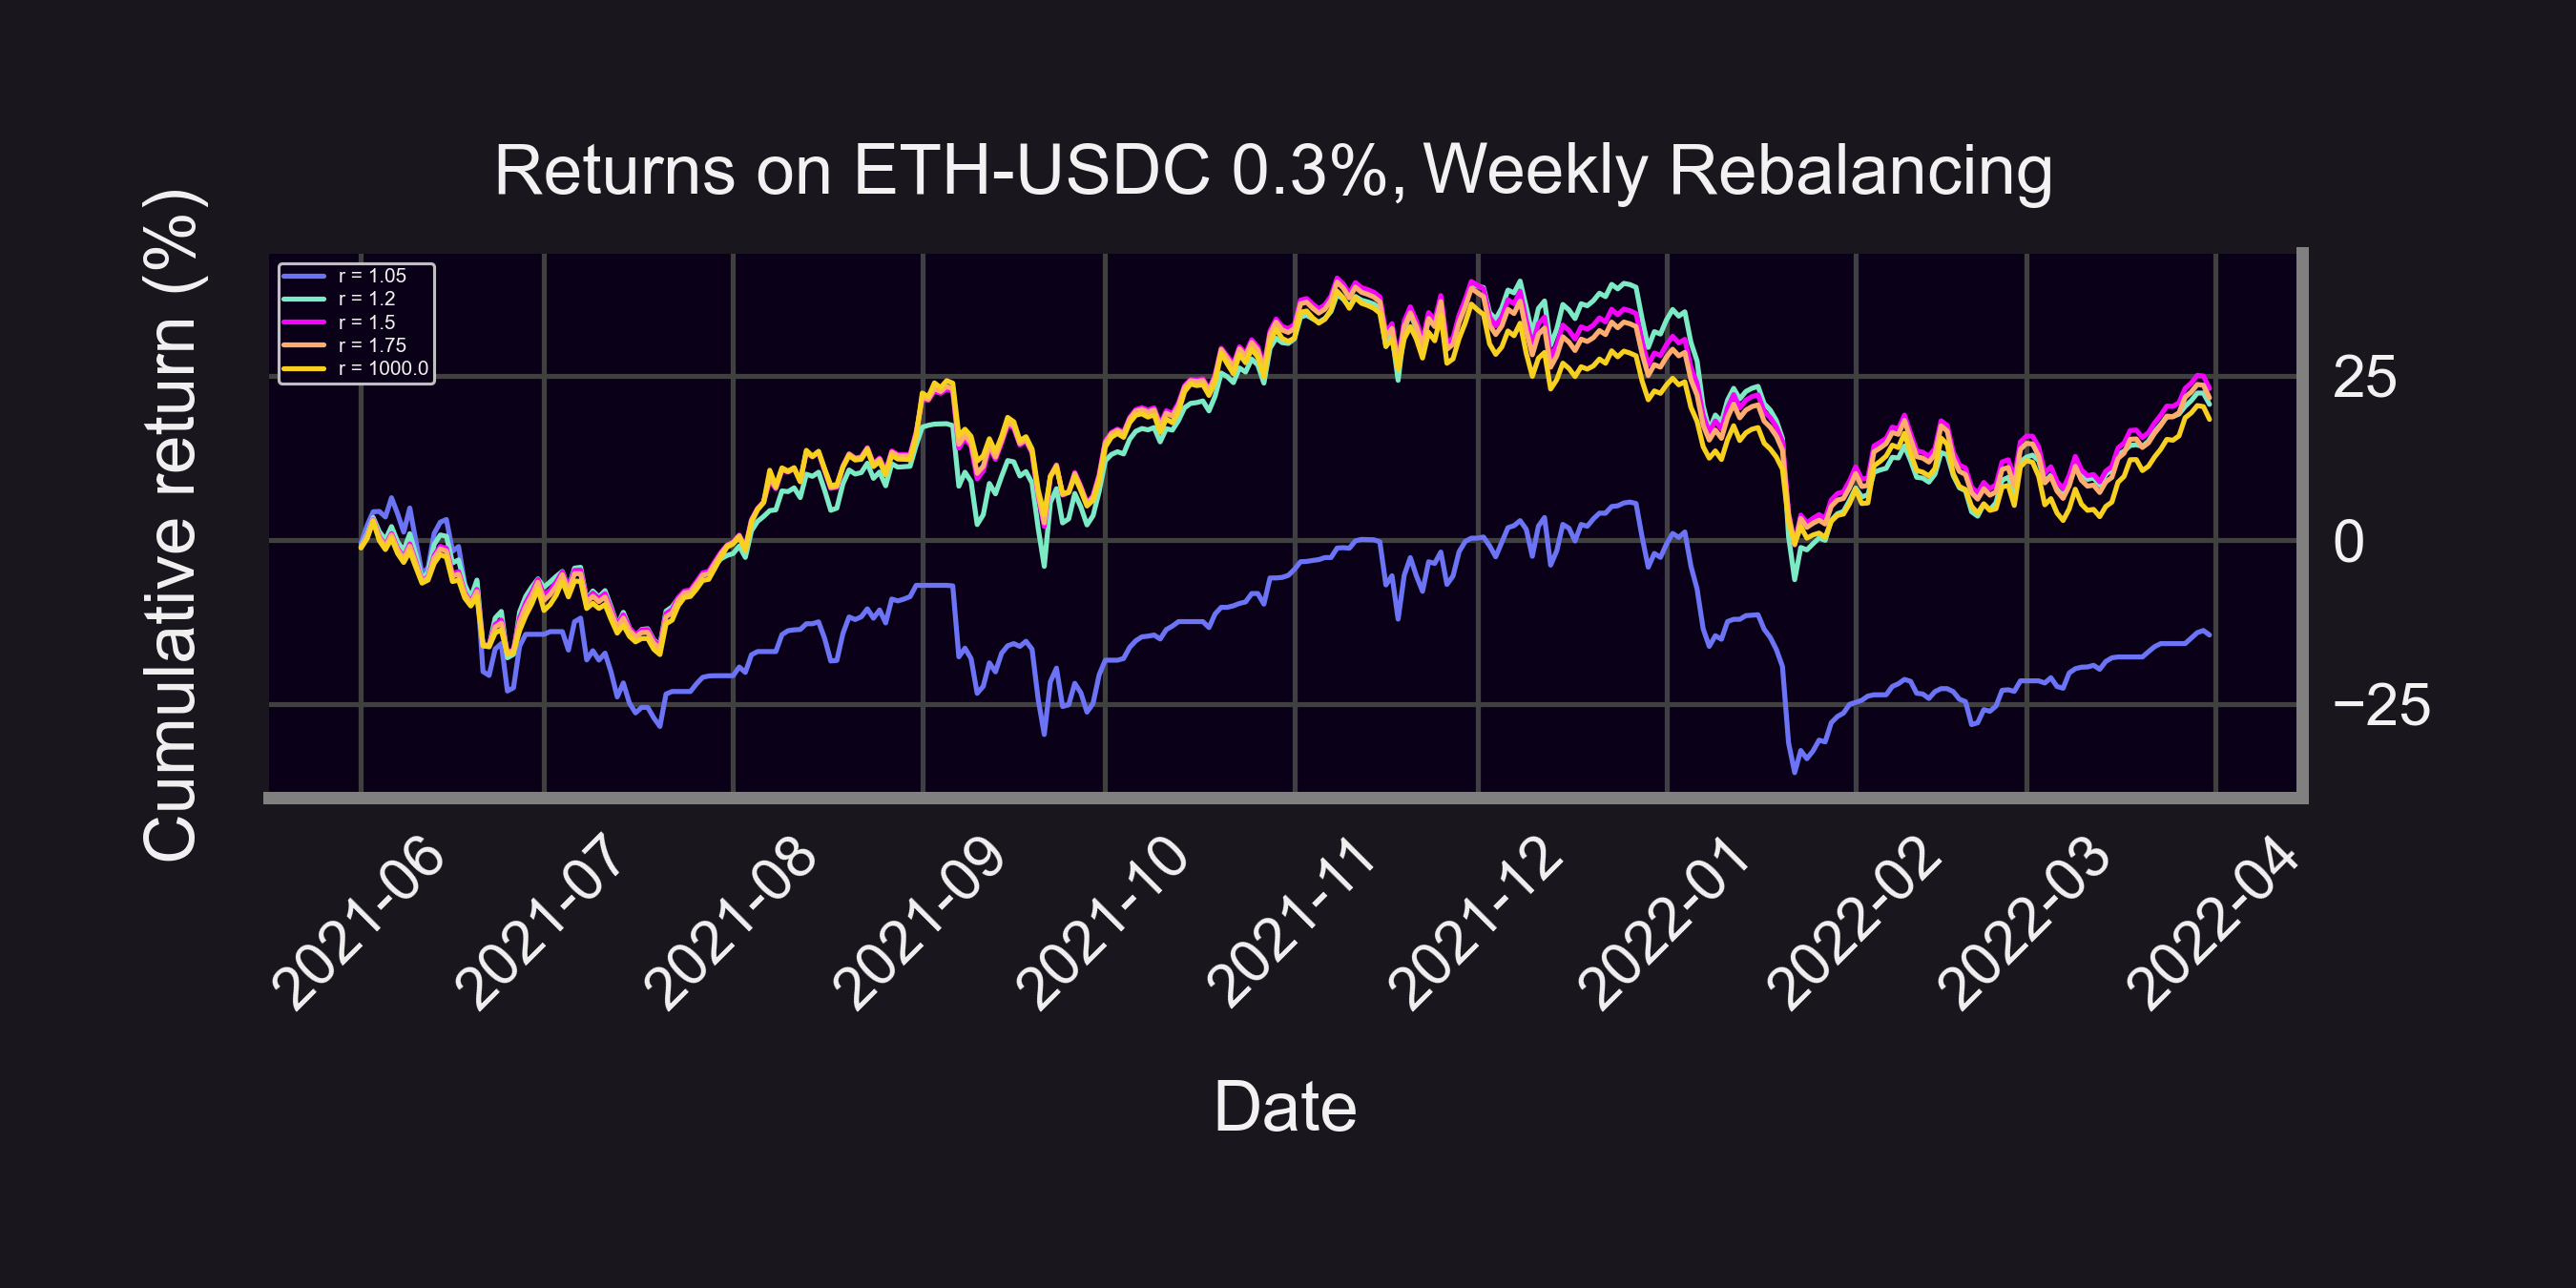 Returns on ETH-USDC 0.3%, Weekly Rebalancing
Cumulative return (%)
r = 1.05
r = 1.2
r = 1.5
r = 1.75
r = 1000.0
25
0
−25
2021-06
2021-07
2021-08
2021-09
2021-10
2021-11
2021-12
2022-01
2022-02
2022-03
2022-04
Date